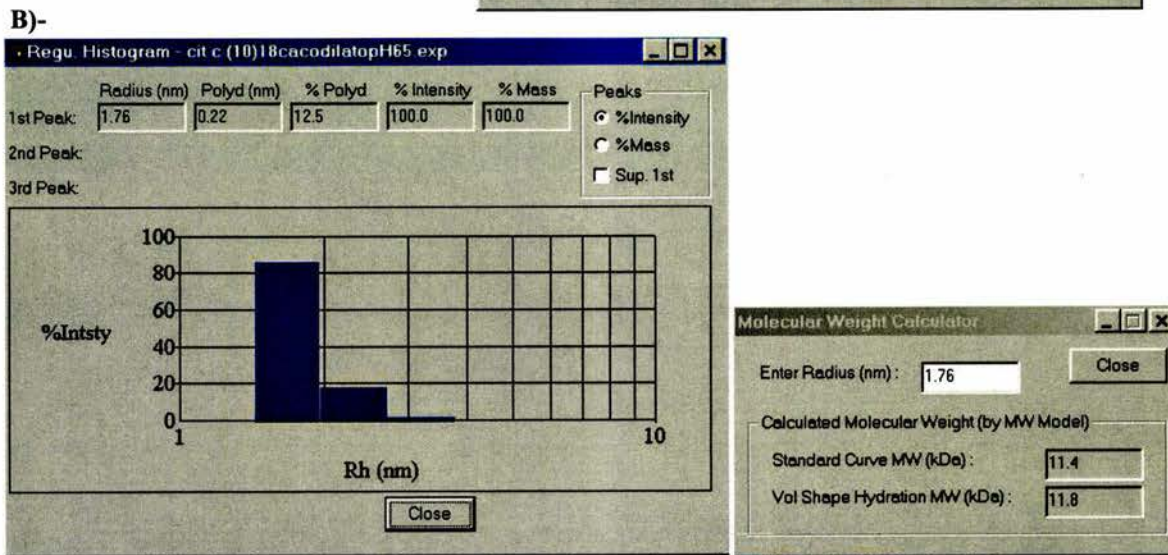 B)-
Regu. Histogram - cit c (10)18cacodilatopH65.exp
Radius (nm) Polyd (nm) % Polyd % Intensity % Mass Peaks
1st Peak: 1.76 0.22 12.5 100.0 100.0 %Intensity
2nd Peak: %Mass
3rd Peak: Sup. 1st
100
80
60
%Intsty
40
20
0
1 10
Rh (nm)
Close
Molecular Weight Calculator
Enter Radius (nm) : 1.76 Close
Calculated Molecular Weight (by MW Model)
Standard Curve MW (kDa) : 11.4
Vol Shape Hydration MW (kDa) : 11.8